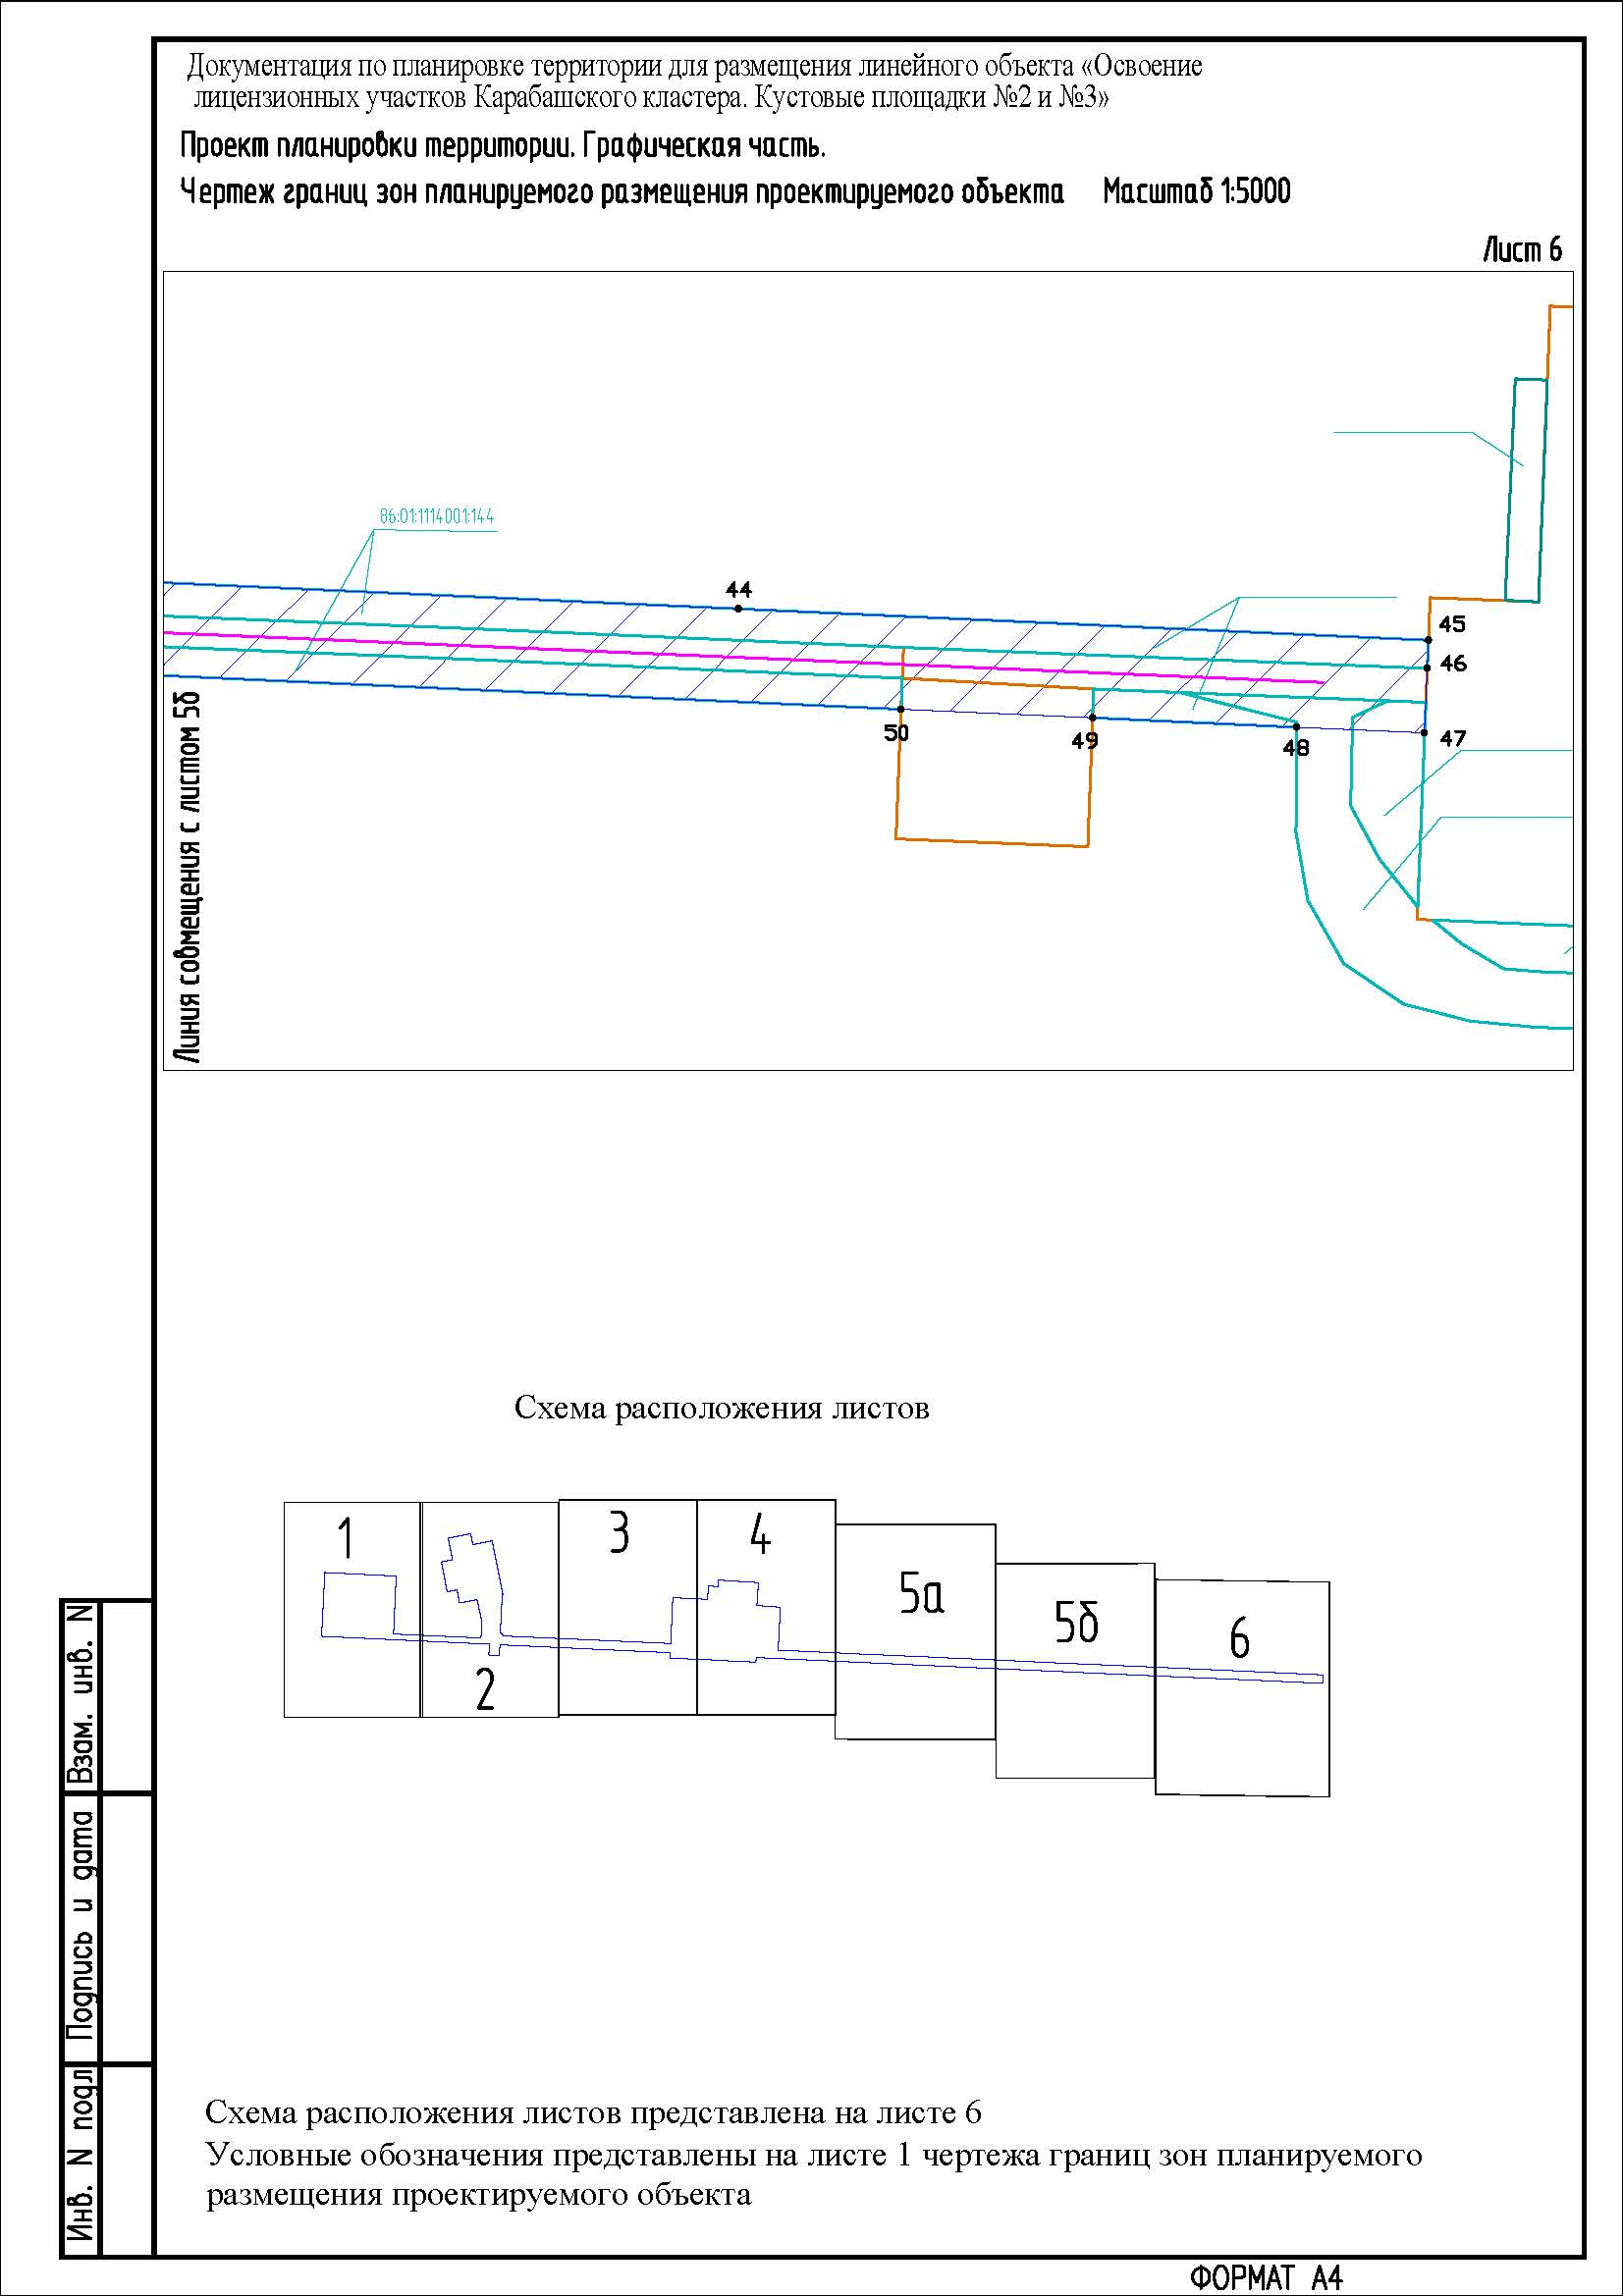 Документация по планировке территории для размещения линейного объекта «Освоение
лицензионных участков Карабашского кластера. Кустовые площадки №2 и №3»
Проект планировки территории. Графическая часть.
Чертеж границ зон планируемого размещения проектируемого объекта Масштаб 1:5000
Лист 6
86:01:1114001:144
44
45
46
47
48
49
50
Линия совмещения с листом 5б
Схема расположения листов
1
2
3
4
5а
5б
6
Взам. инв. N
Подпись и дата
Инв. N подл
Схема расположения листов представлена на листе 6
Условные обозначения представлены на листе 1 чертежа границ зон планируемого
размещения проектируемого объекта
ФОРМАТ А4